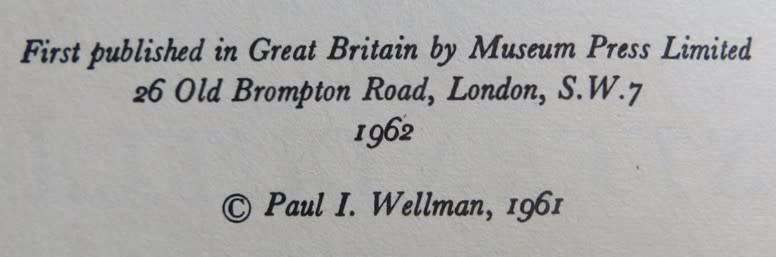 First published in Great Britain by Museum Press Limited
26 Old Brompton Road, London, S.W.7
1962
© Paul I. Wellman, 1961